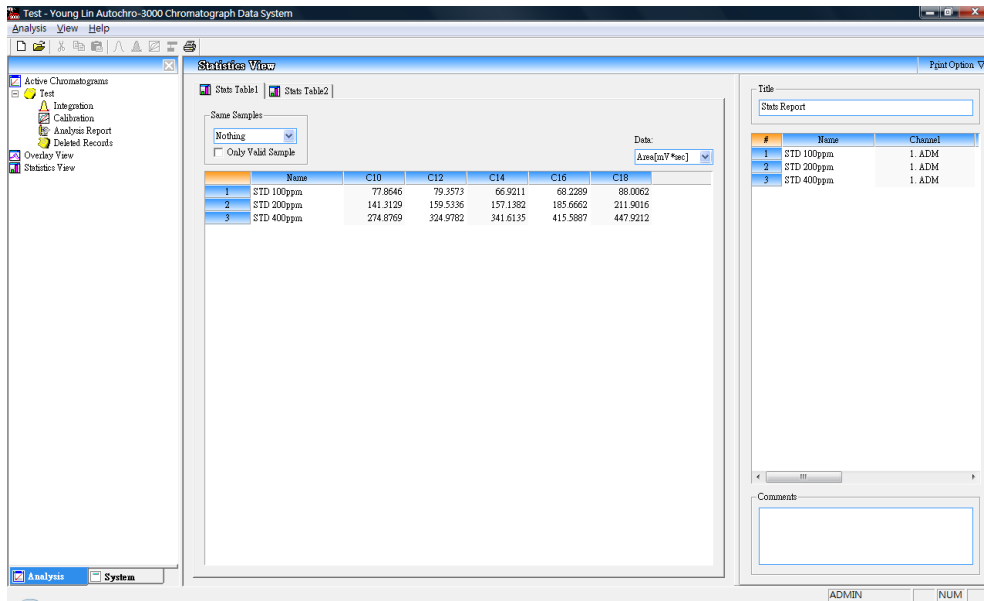 Test - Young Lin Autochro-3000 Chromatograph Data System
Analysis View Help
Statistics View
Print Option ▽
Active Chromatograms
Test
Integration
Calibration
Analysis Report
Deleted Records
Overlay View
Statistics View
Stats Table1
Stats Table2
Same Samples
Nothing
Only Valid Sample
Data:
Area[mV*sec]
Name C10 C12 C14 C16 C18
1 STD 100ppm 77.8646 79.3573 66.9211 68.2289 88.0062
2 STD 200ppm 141.3129 159.5336 157.1382 185.6662 211.9016
3 STD 400ppm 274.8769 324.9782 341.6135 415.5887 447.9212
Title
Stats Report
# Name Channel
1 STD 100ppm 1. ADM
2 STD 200ppm 1. ADM
3 STD 400ppm 1. ADM
Comments
Analysis
System
ADMIN
NUM